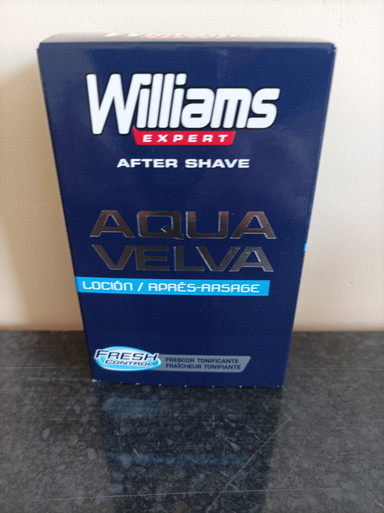 Williams
EXPERT
AFTER SHAVE
AQUA
VELVA
LOCIÓN / APRÈS-RASAGE
FRESH
CONTROL
FRESCOR TONIFICANTE
FRAÎCHEUR TONIFIANTE